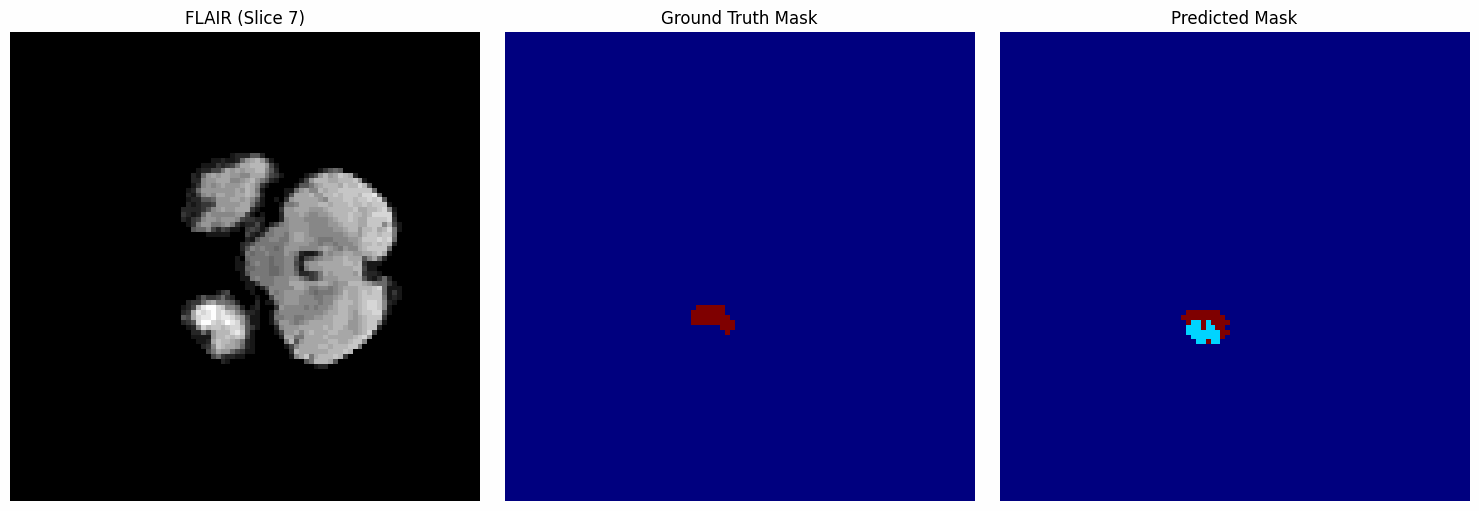 FLAIR (Slice 7)
Ground Truth Mask
Predicted Mask